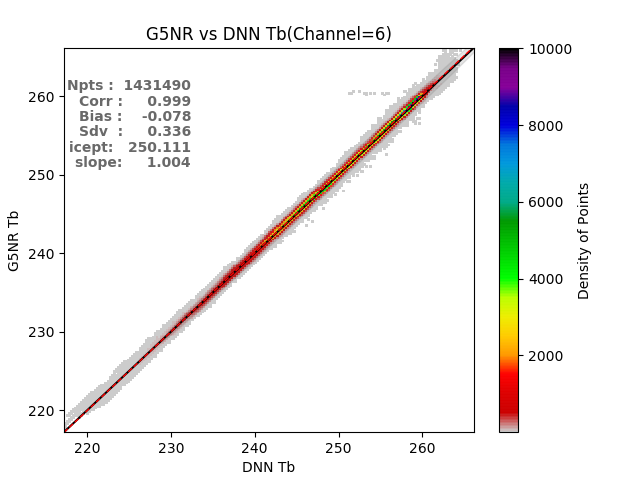 G5NR vs DNN Tb(Channel=6)
Npts : 1431490
Corr : 0.999
Bias : -0.078
Sdv : 0.336
icept: 250.111
slope: 1.004
260
250
240
230
220
G5NR Tb
220 230 240 250 260
DNN Tb
10000
8000
6000
4000
2000
Density of Points